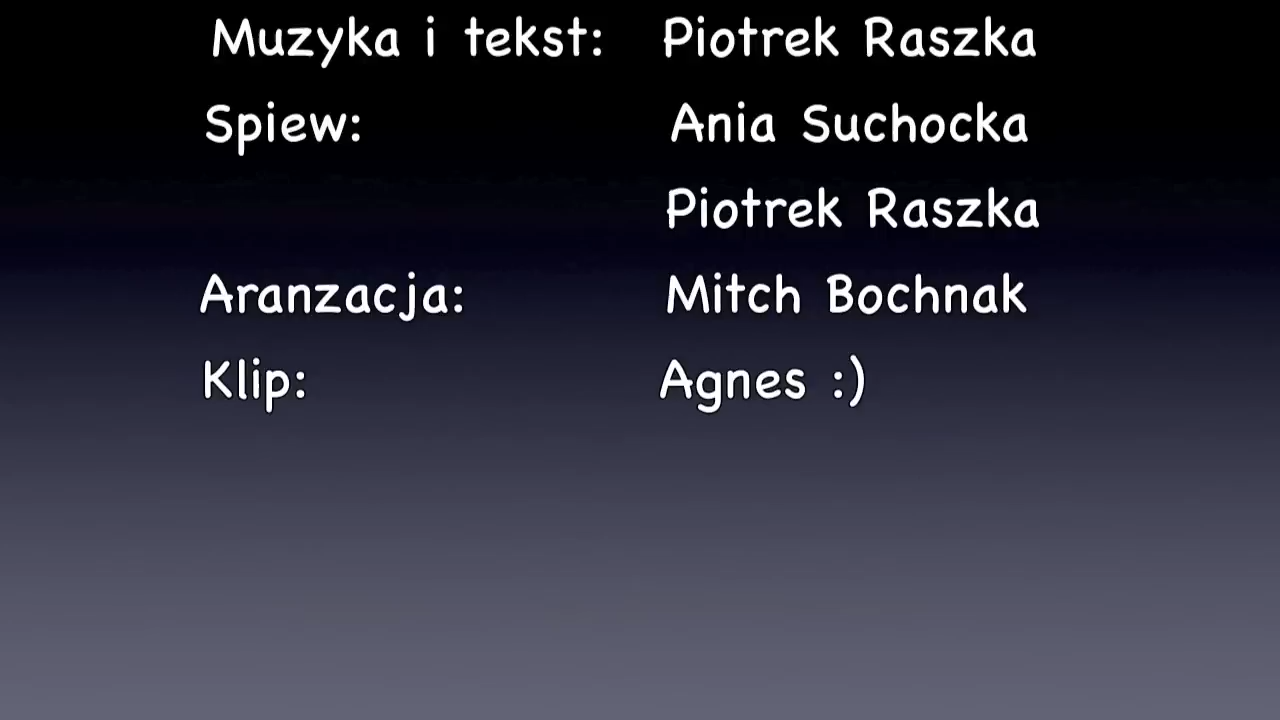 Muzyka i tekst: Piotrek Raszka
Spiew: Ania Suchocka
Piotrek Raszka
Aranzacja: Mitch Bochnak
Klip: Agnes :)